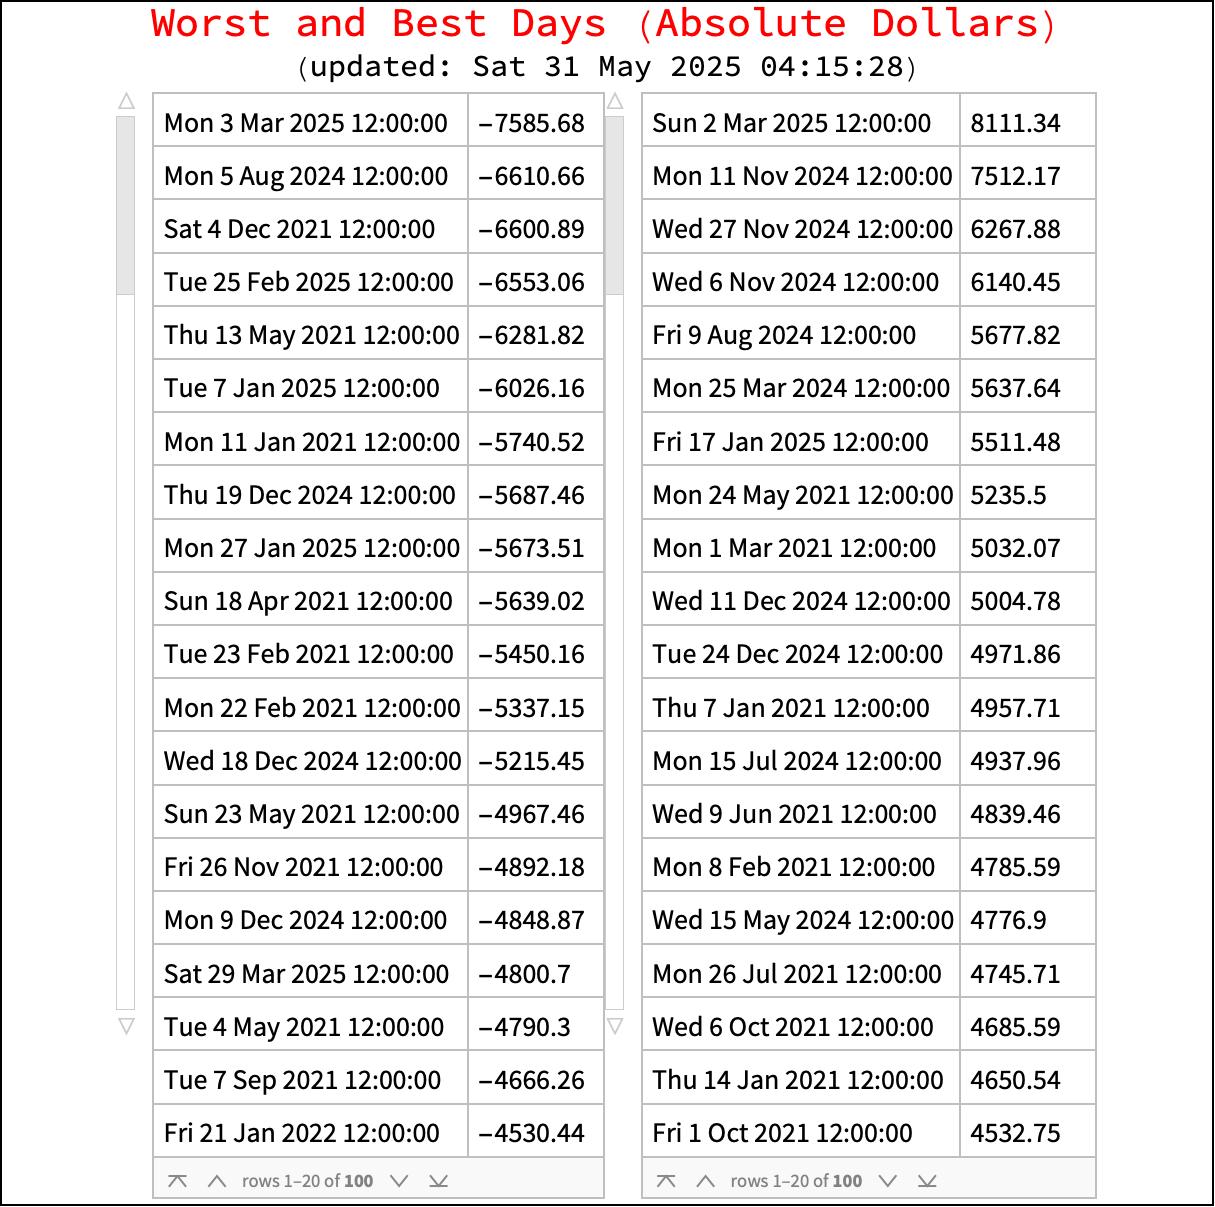 Worst and Best Days (Absolute Dollars)
(updated: Sat 31 May 2025 04:15:28)
Mon 3 Mar 2025 12:00:00 −7585.68 Sun 2 Mar 2025 12:00:00 8111.34
Mon 5 Aug 2024 12:00:00 −6610.66 Mon 11 Nov 2024 12:00:00 7512.17
Sat 4 Dec 2021 12:00:00 −6600.89 Wed 27 Nov 2024 12:00:00 6267.88
Tue 25 Feb 2025 12:00:00 −6553.06 Wed 6 Nov 2024 12:00:00 6140.45
Thu 13 May 2021 12:00:00 −6281.82 Fri 9 Aug 2024 12:00:00 5677.82
Tue 7 Jan 2025 12:00:00 −6026.16 Mon 25 Mar 2024 12:00:00 5637.64
Mon 11 Jan 2021 12:00:00 −5740.52 Fri 17 Jan 2025 12:00:00 5511.48
Thu 19 Dec 2024 12:00:00 −5687.46 Mon 24 May 2021 12:00:00 5235.5
Mon 27 Jan 2025 12:00:00 −5673.51 Mon 1 Mar 2021 12:00:00 5032.07
Sun 18 Apr 2021 12:00:00 −5639.02 Wed 11 Dec 2024 12:00:00 5004.78
Tue 23 Feb 2021 12:00:00 −5450.16 Tue 24 Dec 2024 12:00:00 4971.86
Mon 22 Feb 2021 12:00:00 −5337.15 Thu 7 Jan 2021 12:00:00 4957.71
Wed 18 Dec 2024 12:00:00 −5215.45 Mon 15 Jul 2024 12:00:00 4937.96
Sun 23 May 2021 12:00:00 −4967.46 Wed 9 Jun 2021 12:00:00 4839.46
Fri 26 Nov 2021 12:00:00 −4892.18 Mon 8 Feb 2021 12:00:00 4785.59
Mon 9 Dec 2024 12:00:00 −4848.87 Wed 15 May 2024 12:00:00 4776.9
Sat 29 Mar 2025 12:00:00 −4800.7 Mon 26 Jul 2021 12:00:00 4745.71
Tue 4 May 2021 12:00:00 −4790.3 Wed 6 Oct 2021 12:00:00 4685.59
Tue 7 Sep 2021 12:00:00 −4666.26 Thu 14 Jan 2021 12:00:00 4650.54
Fri 21 Jan 2022 12:00:00 −4530.44 Fri 1 Oct 2021 12:00:00 4532.75
rows 1–20 of 100 rows 1–20 of 100